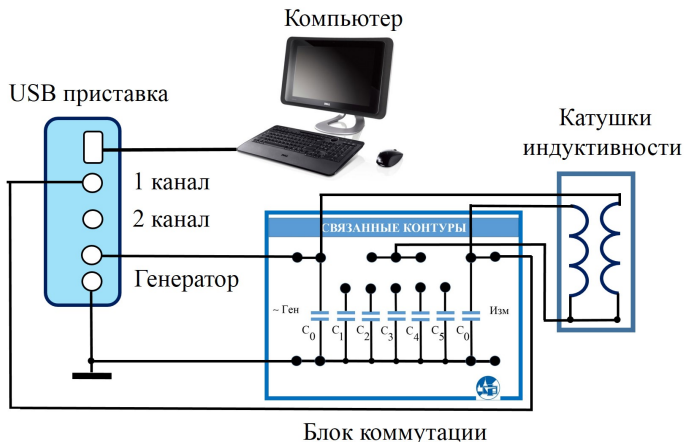 Компьютер
USB приставка
Катушки
индуктивности
1 канал
2 канал
Генератор
СВЯЗАННЫЕ КОНТУРЫ
~ Ген
C0
C1
C2
C3
C4
C5
C0
Изм
Блок коммутации